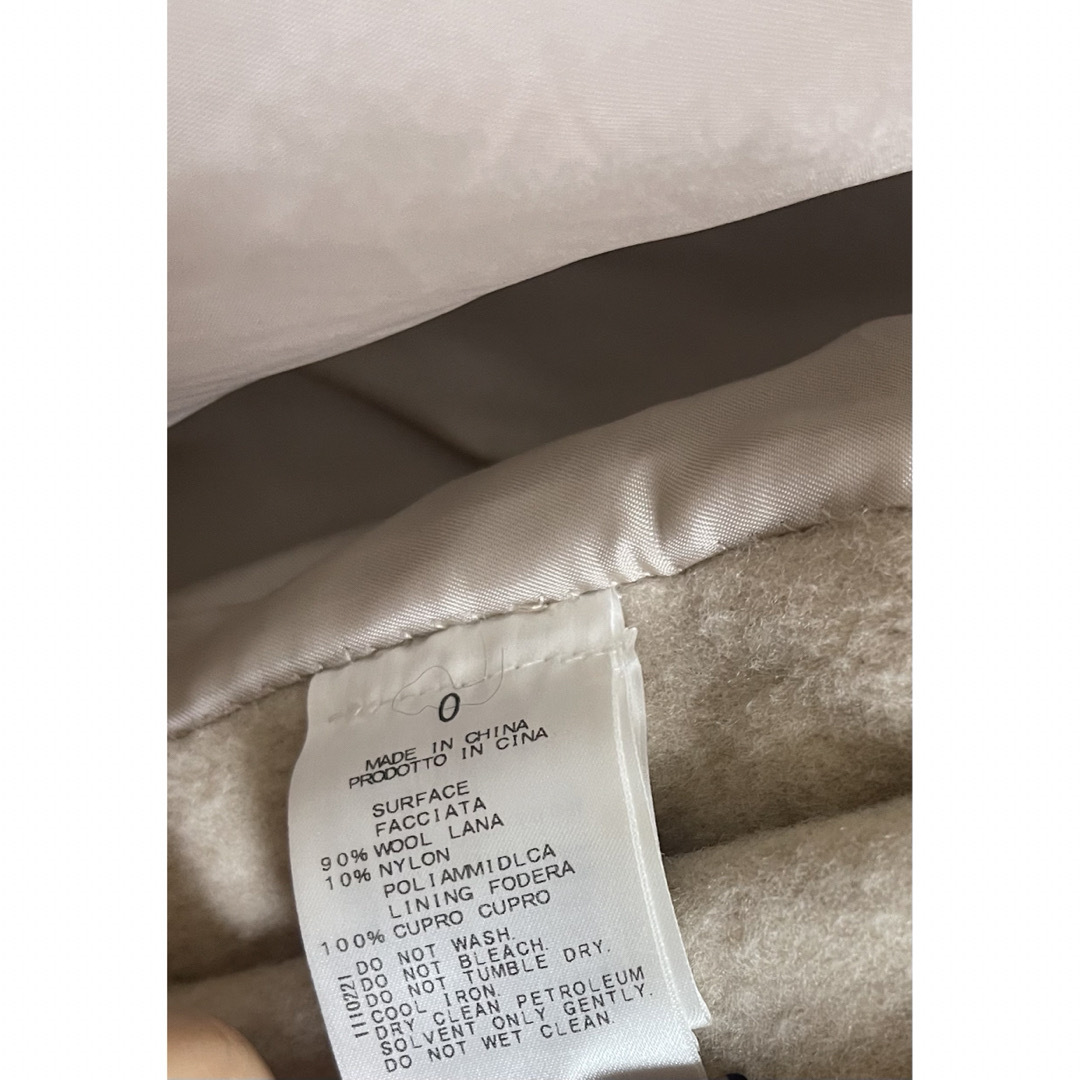 0
MADE IN CHINA
PRODOTTO IN CINA
SURFACE
FACCIATA
90% WOOL LANA
10% NYLON
POLIAMMIDLCA
LINING FODERA
100% CUPRO CUPRO
DO NOT WASH.
DO NOT BLEACH.
DO NOT TUMBLE DRY.
COOL IRON.
DRY CLEAN PETROLEUM
SOLVENT ONLY GENTLY.
DO NOT WET CLEAN.
1110221